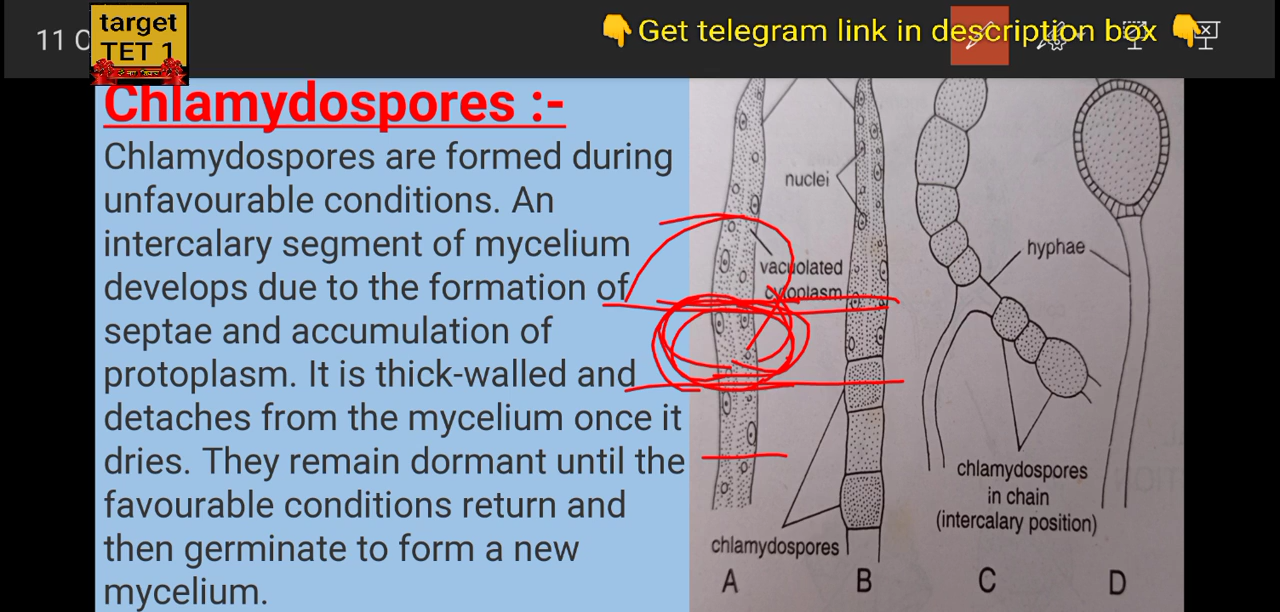 11 O
target
TET 1
👇Get telegram link in description box 👇
Chlamydospores :-
Chlamydospores are formed during
unfavourable conditions. An
intercalary segment of mycelium
develops due to the formation of
septae and accumulation of
protoplasm. It is thick-walled and
detaches from the mycelium once it
dries. They remain dormant until the
favourable conditions return and
then germinate to form a new
mycelium.
nuclei
vacuolated
cytoplasm
hyphae
chlamydospores
in chain
(intercalary position)
chlamydospores
A
B
C
D